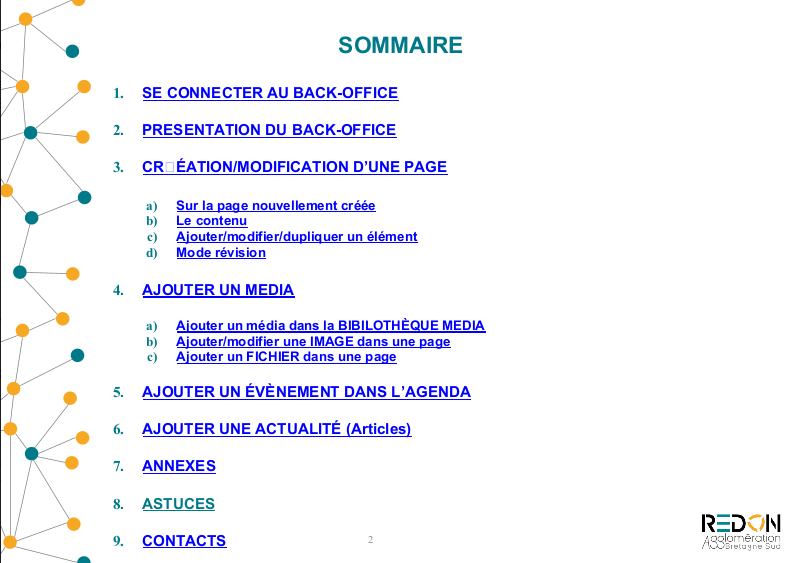 SOMMAIRE
1. SE CONNECTER AU BACK-OFFICE
2. PRESENTATION DU BACK-OFFICE
3. CR□ÉATION/MODIFICATION D’UNE PAGE
a) Sur la page nouvellement créée
b) Le contenu
c) Ajouter/modifier/dupliquer un élément
d) Mode révision
4. AJOUTER UN MEDIA
a) Ajouter un média dans la BIBILOTHÈQUE MEDIA
b) Ajouter/modifier une IMAGE dans une page
c) Ajouter un FICHIER dans une page
5. AJOUTER UN ÉVÈNEMENT DANS L’AGENDA
6. AJOUTER UNE ACTUALITÉ (Articles)
7. ANNEXES
8. ASTUCES
9. CONTACTS
2
REDON
Agglomération
Bretagne Sud